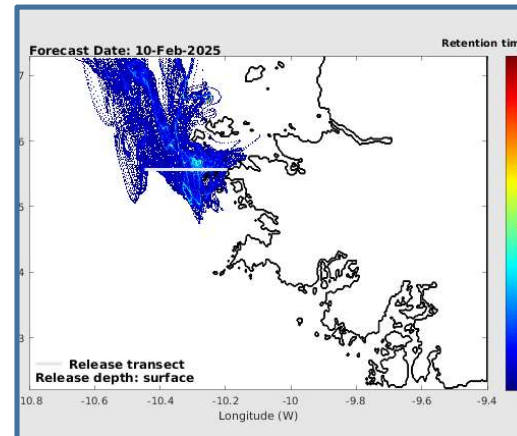 Forecast Date: 10-Feb-2025
Retention tim
7
6
5
4
3
Release transect
Release depth: surface
10.8
-10.6
-10.4
-10.2
-10
-9.8
-9.6
-9.4
Longitude (W)